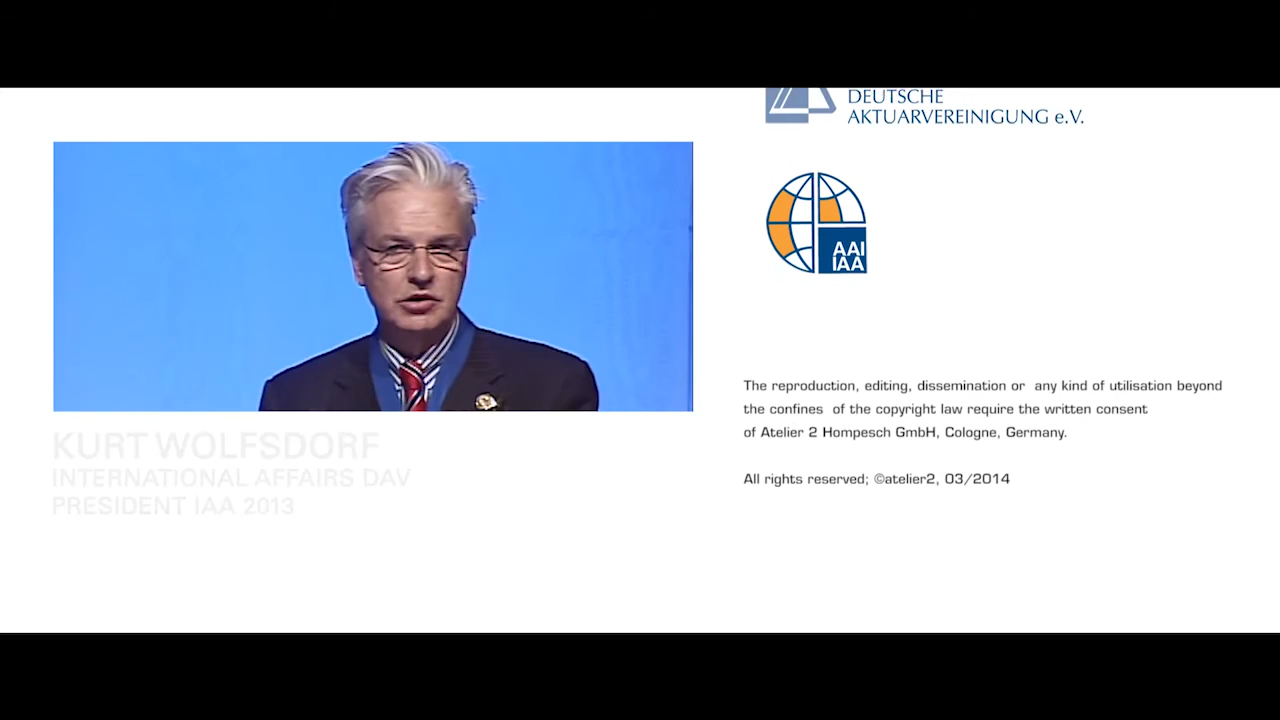 DEUTSCHE
AKTUARVEREINIGUNG e.V.
AAI
IAA
KURT WOLFSDORF
INTERNATIONAL AFFAIRS DAV
PRESIDENT IAA 2013
The reproduction, editing, dissemination or any kind of utilisation beyond
the confines of the copyright law require the written consent
of Atelier 2 Hompesch GmbH, Cologne, Germany.
All rights reserved; ©atelier2, 03/2014